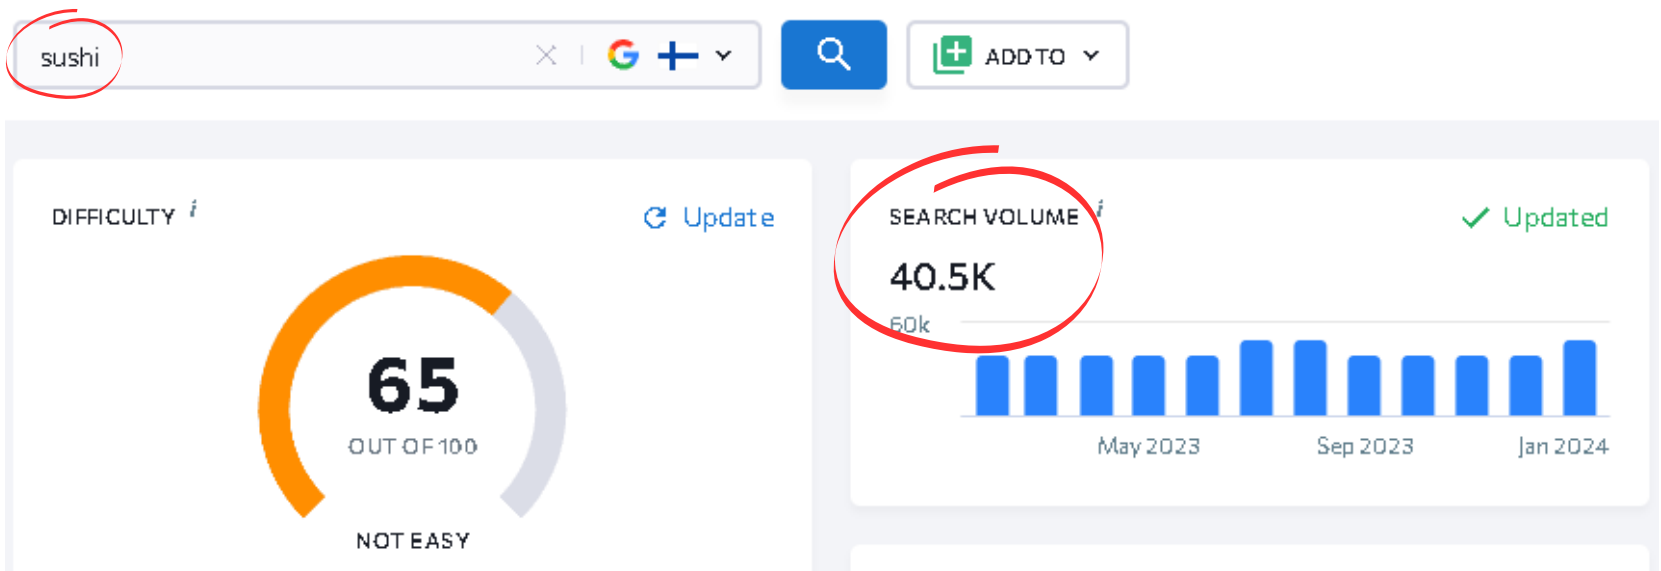 sushi
ADD TO
DIFFICULTY i
Update
65
OUT OF 100
NOT EASY
SEARCH VOLUME i
Updated
40.5K
60k
May 2023
Sep 2023
Jan 2024